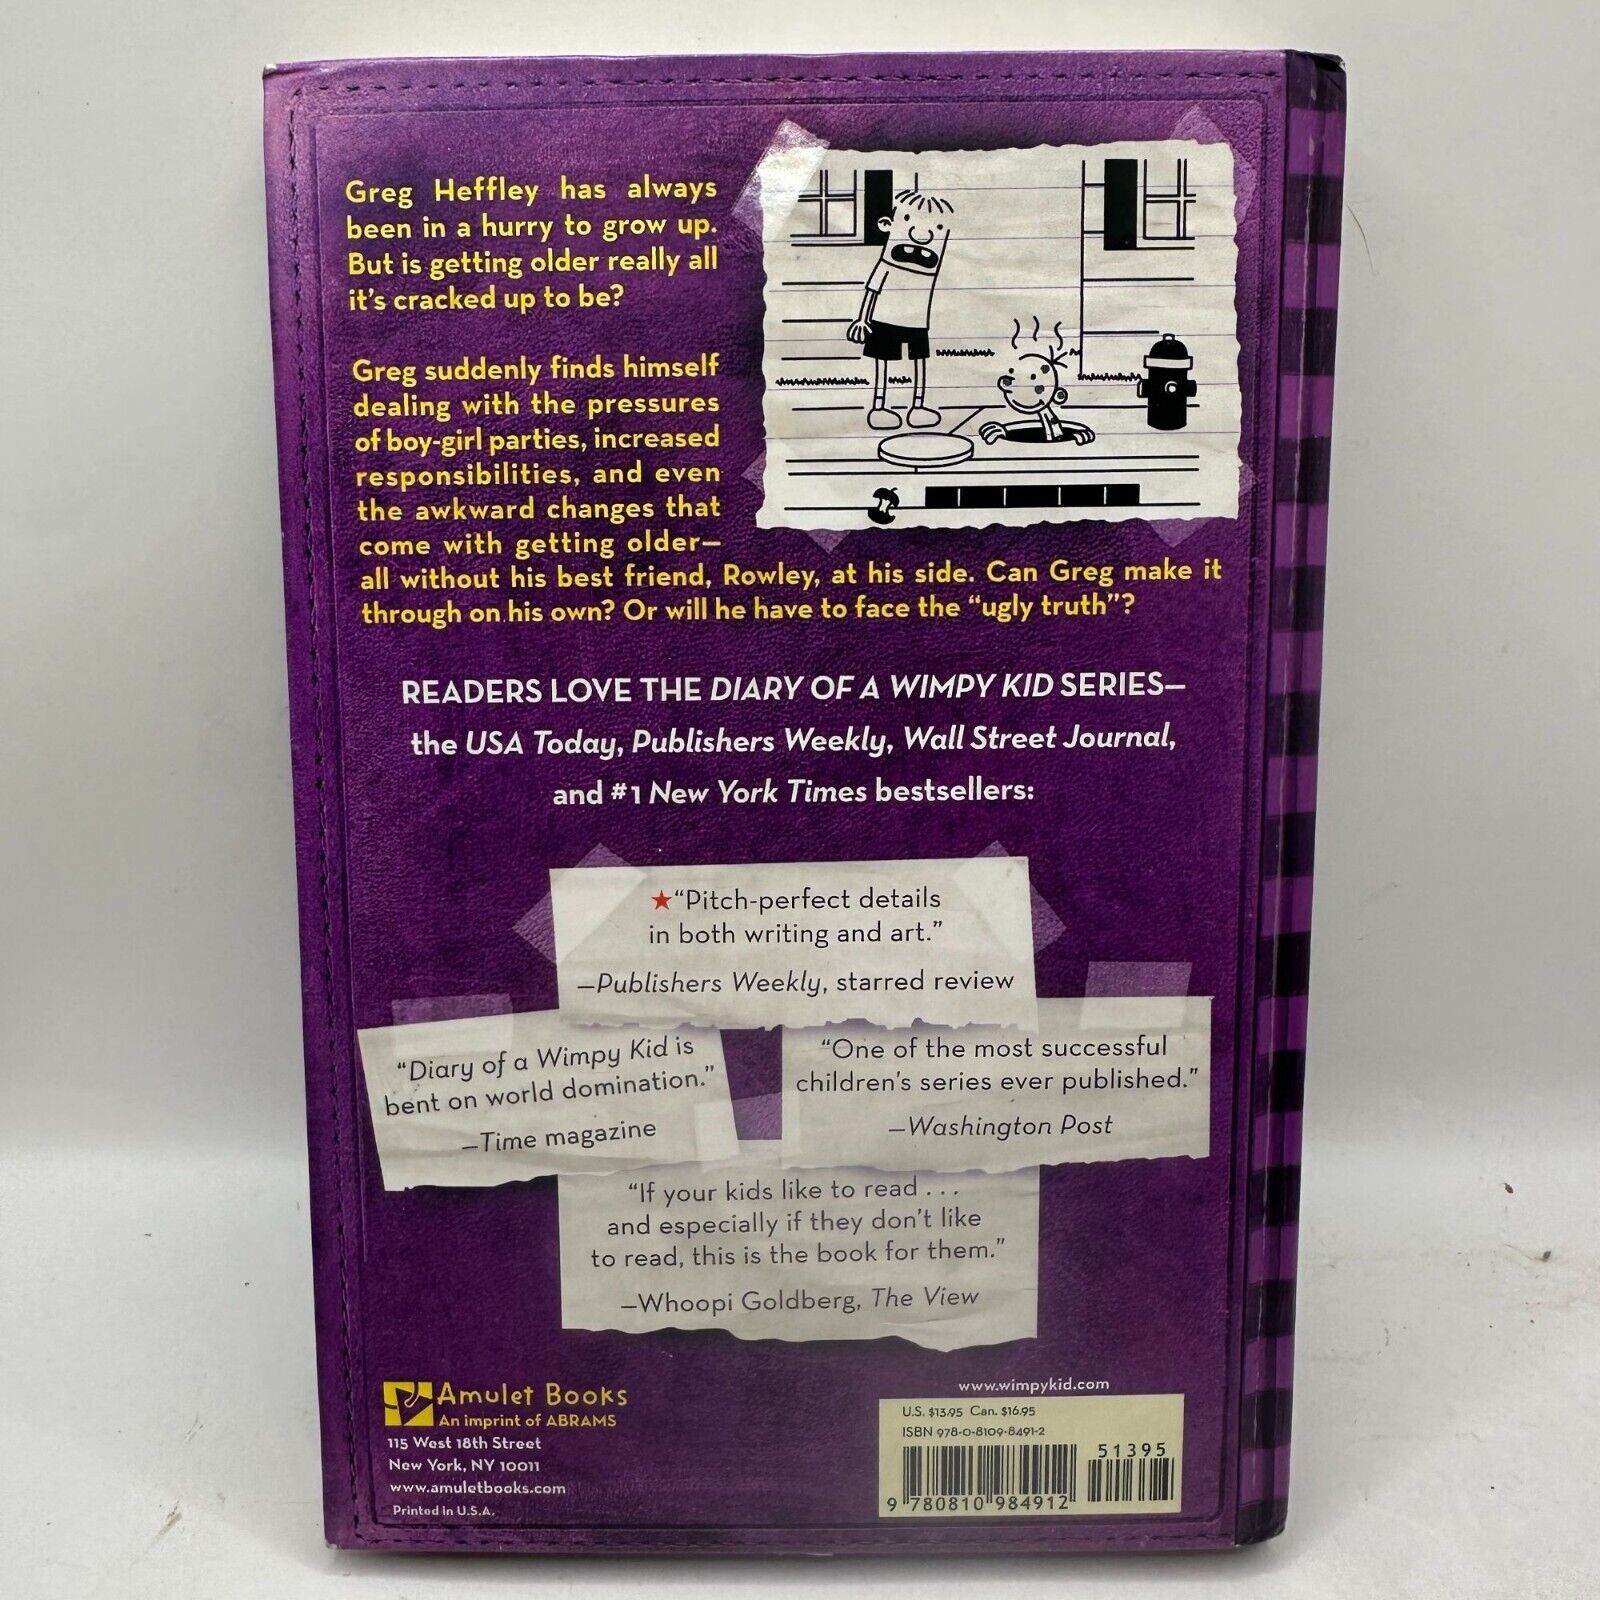 Greg Heffley has always
been in a hurry to grow up.
But is getting older really all
it's cracked up to be?
Greg suddenly finds himself
dealing with the pressures
of boy-girl parties, increased
responsibilities, and even
the awkward changes that
come with getting older—
all without his best friend, Rowley, at his side. Can Greg make it
through on his own? Or will he have to face the "ugly truth"?
READERS LOVE THE DIARY OF A WIMPY KID SERIES—
the USA Today, Publishers Weekly, Wall Street Journal,
and #1 New York Times bestsellers:
★"Pitch-perfect details
in both writing and art."
—Publishers Weekly, starred review
"Diary of a Wimpy Kid is
bent on world domination."
—Time magazine
"One of the most successful
children's series ever published."
—Washington Post
"If your kids like to read . . .
and especially if they don't like
to read, this is the book for them."
—Whoopi Goldberg, The View
Amulet Books
An imprint of ABRAMS
115 West 18th Street
New York, NY 10011
www.amuletbooks.com
Printed in U.S.A.
www.wimpykid.com
U.S. $13.95 Can. $16.95
ISBN 978-0-8109-8491-2
51395
9 780810 984912